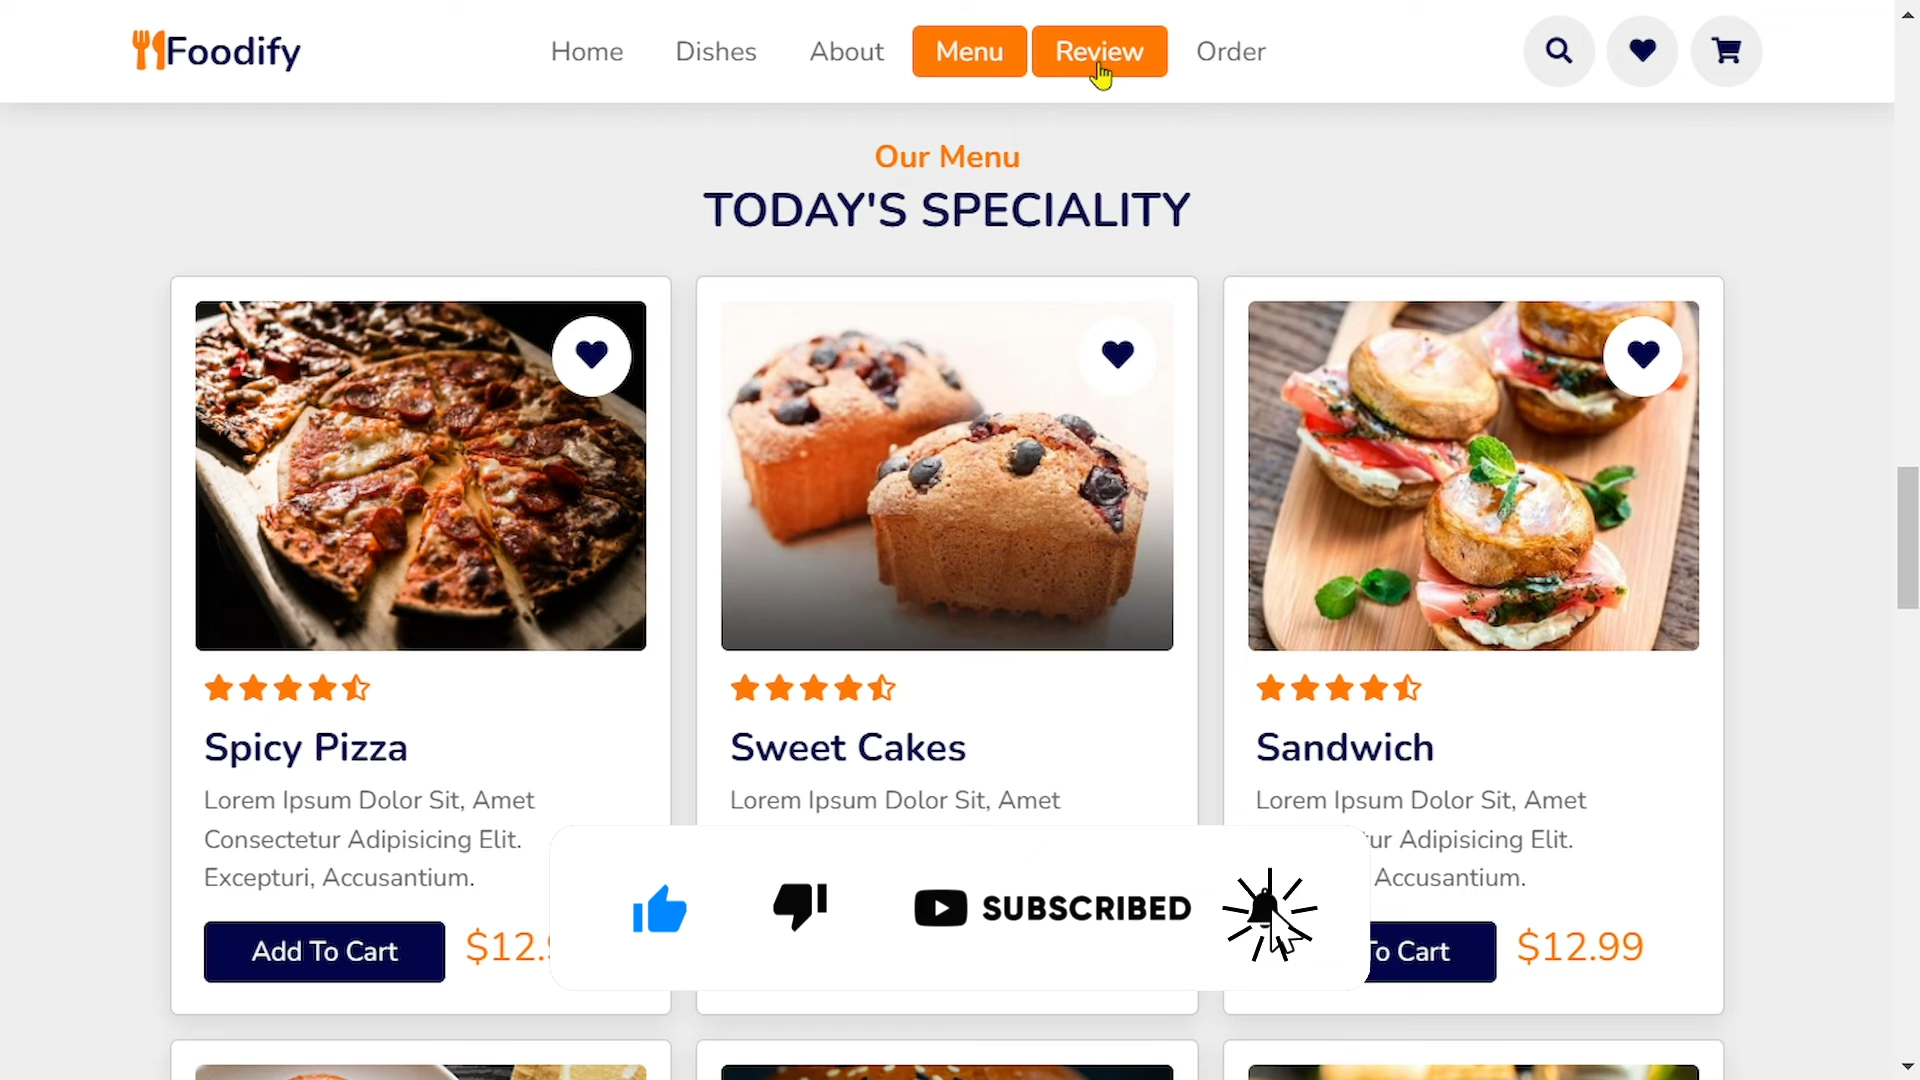 Foodify
Home
Dishes
About
Menu
Review
Order
Our Menu
TODAY'S SPECIALITY
Spicy Pizza
Lorem Ipsum Dolor Sit, Amet
Consectetur Adipisicing Elit.
Excepturi, Accusantium.
Add To Cart
Sweet Cakes
Lorem Ipsum Dolor Sit, Amet
Sandwich
Lorem Ipsum Dolor Sit, Amet
Adipisicing Elit.
Accusantium.
To Cart $12.99
SUBSCRIBED